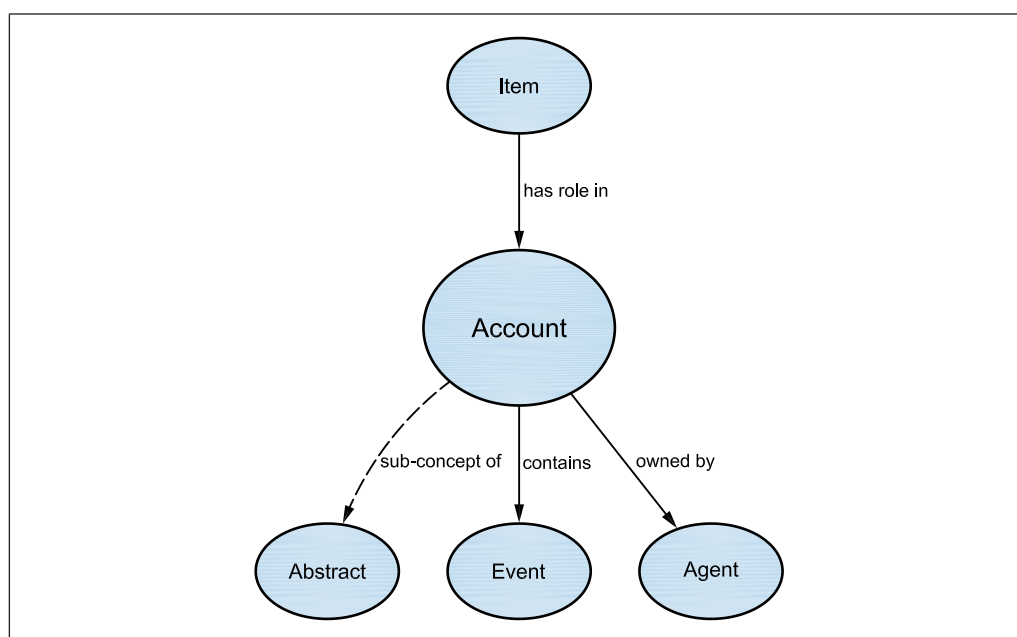 Item
has role in
Account
sub-concept of
contains
owned by
Abstract
Event
Agent